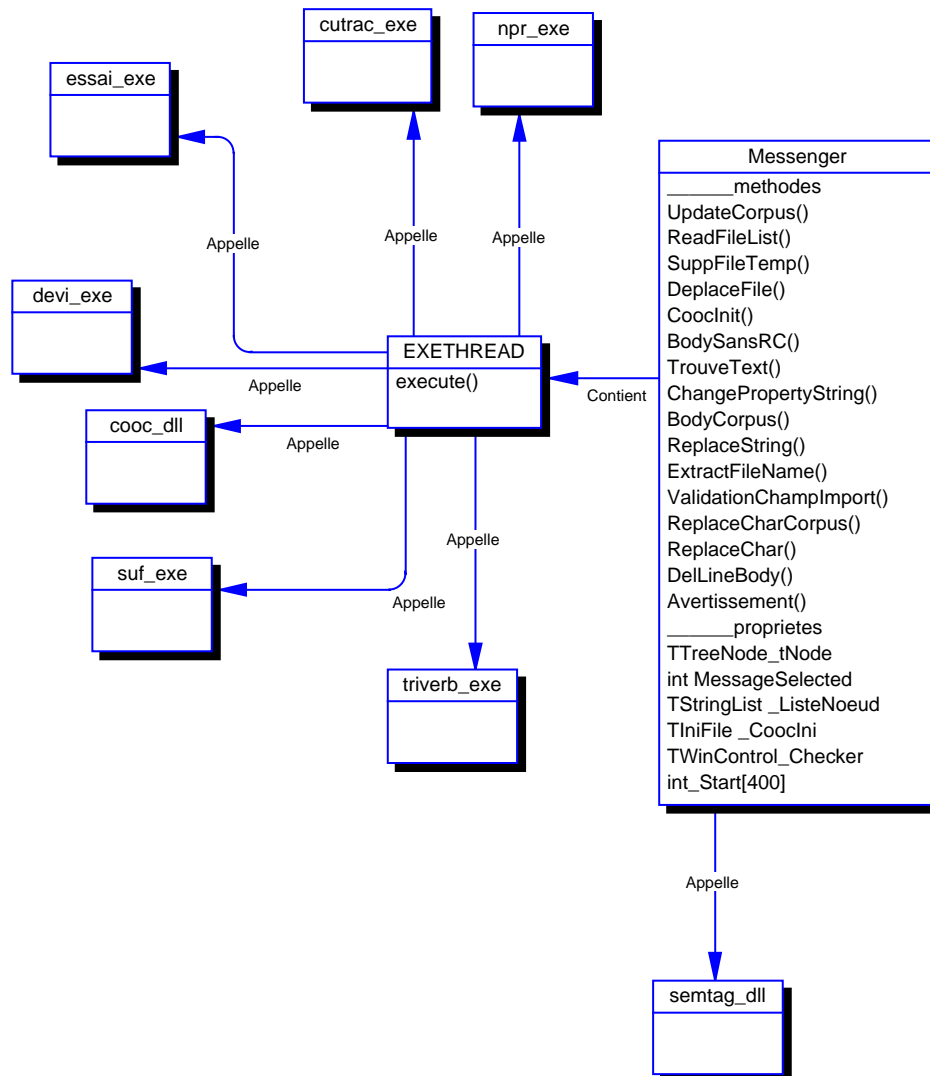 cutrac_exe
npr_exe
essai_exe
Messenger
______methodes
UpdateCorpus()
ReadFileList()
SuppFileTemp()
DeplaceFile()
CoocInit()
BodySansRC()
TrouveText()
ChangePropertyString()
BodyCorpus()
ReplaceString()
ExtractFileName()
ValidationChampImport()
ReplaceCharCorpus()
ReplaceChar()
DelLineBody()
Avertissement()
______proprietes
TTreeNode_tNode
int MessageSelected
TStringList _ListeNoeud
TIniFile _CoocIni
TWinControl_Checker
int_Start[400]
Appelle
Appelle
Appelle
devi_exe
EXETHREAD
execute()
Appelle
Contient
cooc_dll
Appelle
Appelle
suf_exe
Appelle
triverb_exe
Appelle
semtag_dll